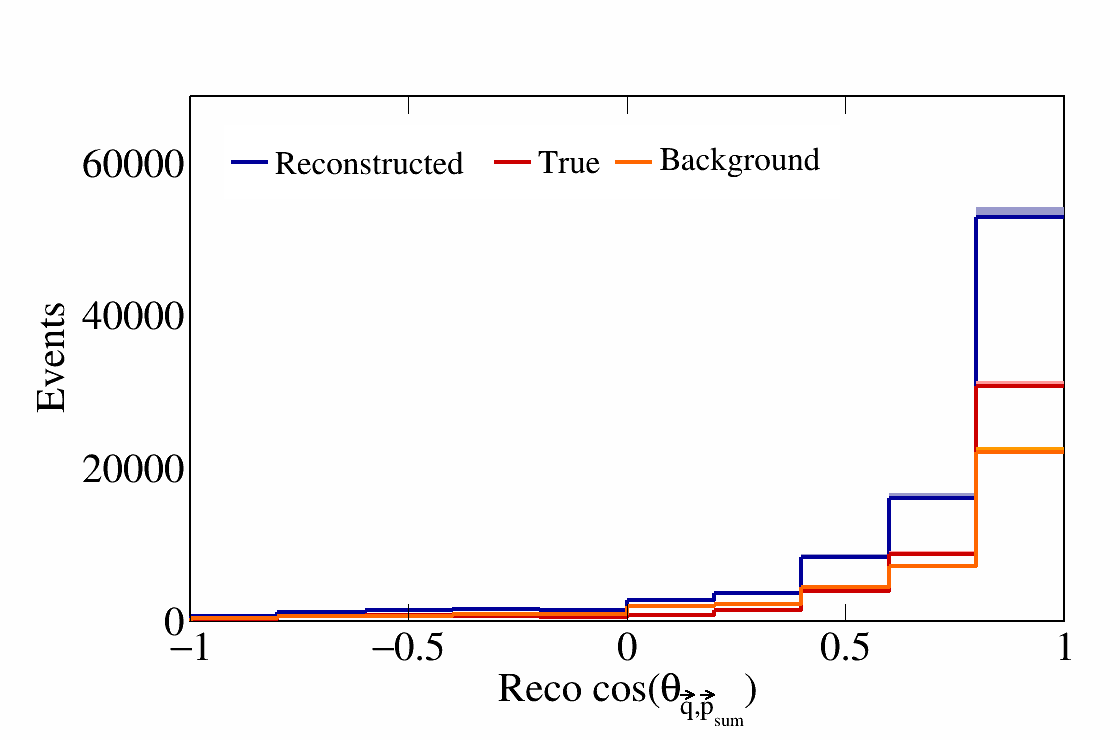 Reconstructed True Background
60000
40000
20000
0
Events
−1 −0.5 0 0.5 1
Reco cos(θq⃗,p⃗sum)